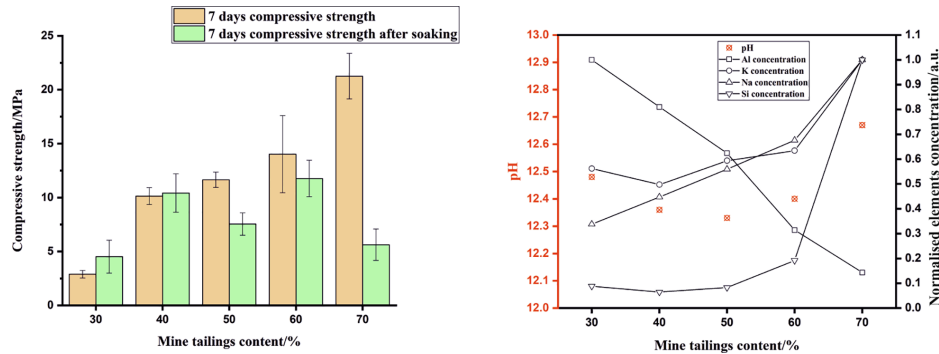 7 days compressive strength
7 days compressive strength after soaking
25
20
15
10
5
0
Compressive strength/MPa
30 40 50 60 70
Mine tailings content/%
13.0
12.9
12.8
12.7
12.6
12.5
12.4
12.3
12.2
12.1
12.0
pH
pH
Al concentration
K concentration
Na concentration
Si concentration
1.1
1.0
0.9
0.8
0.7
0.6
0.5
0.4
0.3
0.2
0.1
0.0
Normalised elements concentration/a.u.
30 40 50 60 70
Mine tailings content/%